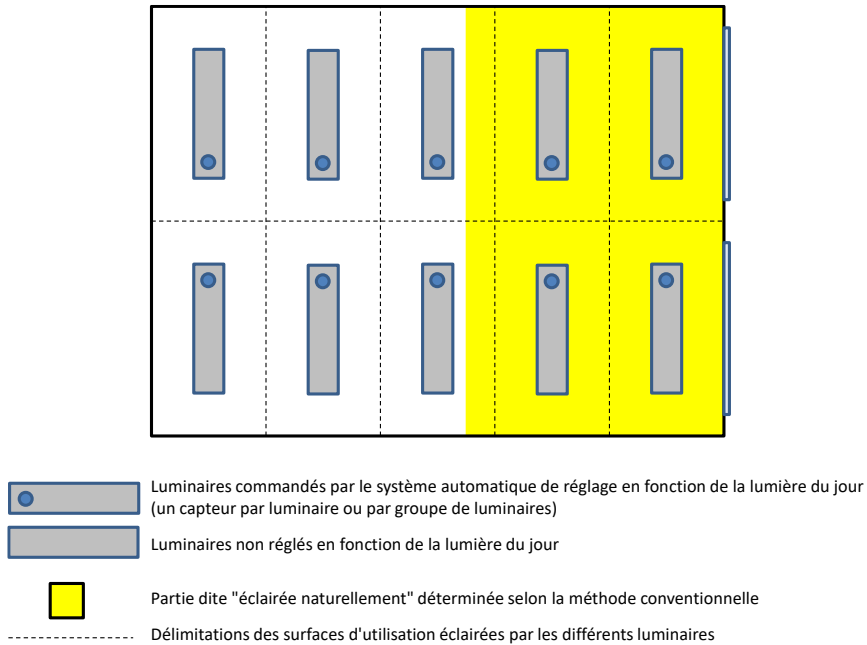 Luminaires commandés par le système automatique de réglage en fonction de la lumière du jour
(un capteur par luminaire ou par groupe de luminaires)
Luminaires non réglés en fonction de la lumière du jour
Partie dite "éclairée naturellement" déterminée selon la méthode conventionnelle
Délimitations des surfaces d'utilisation éclairées par les différents luminaires